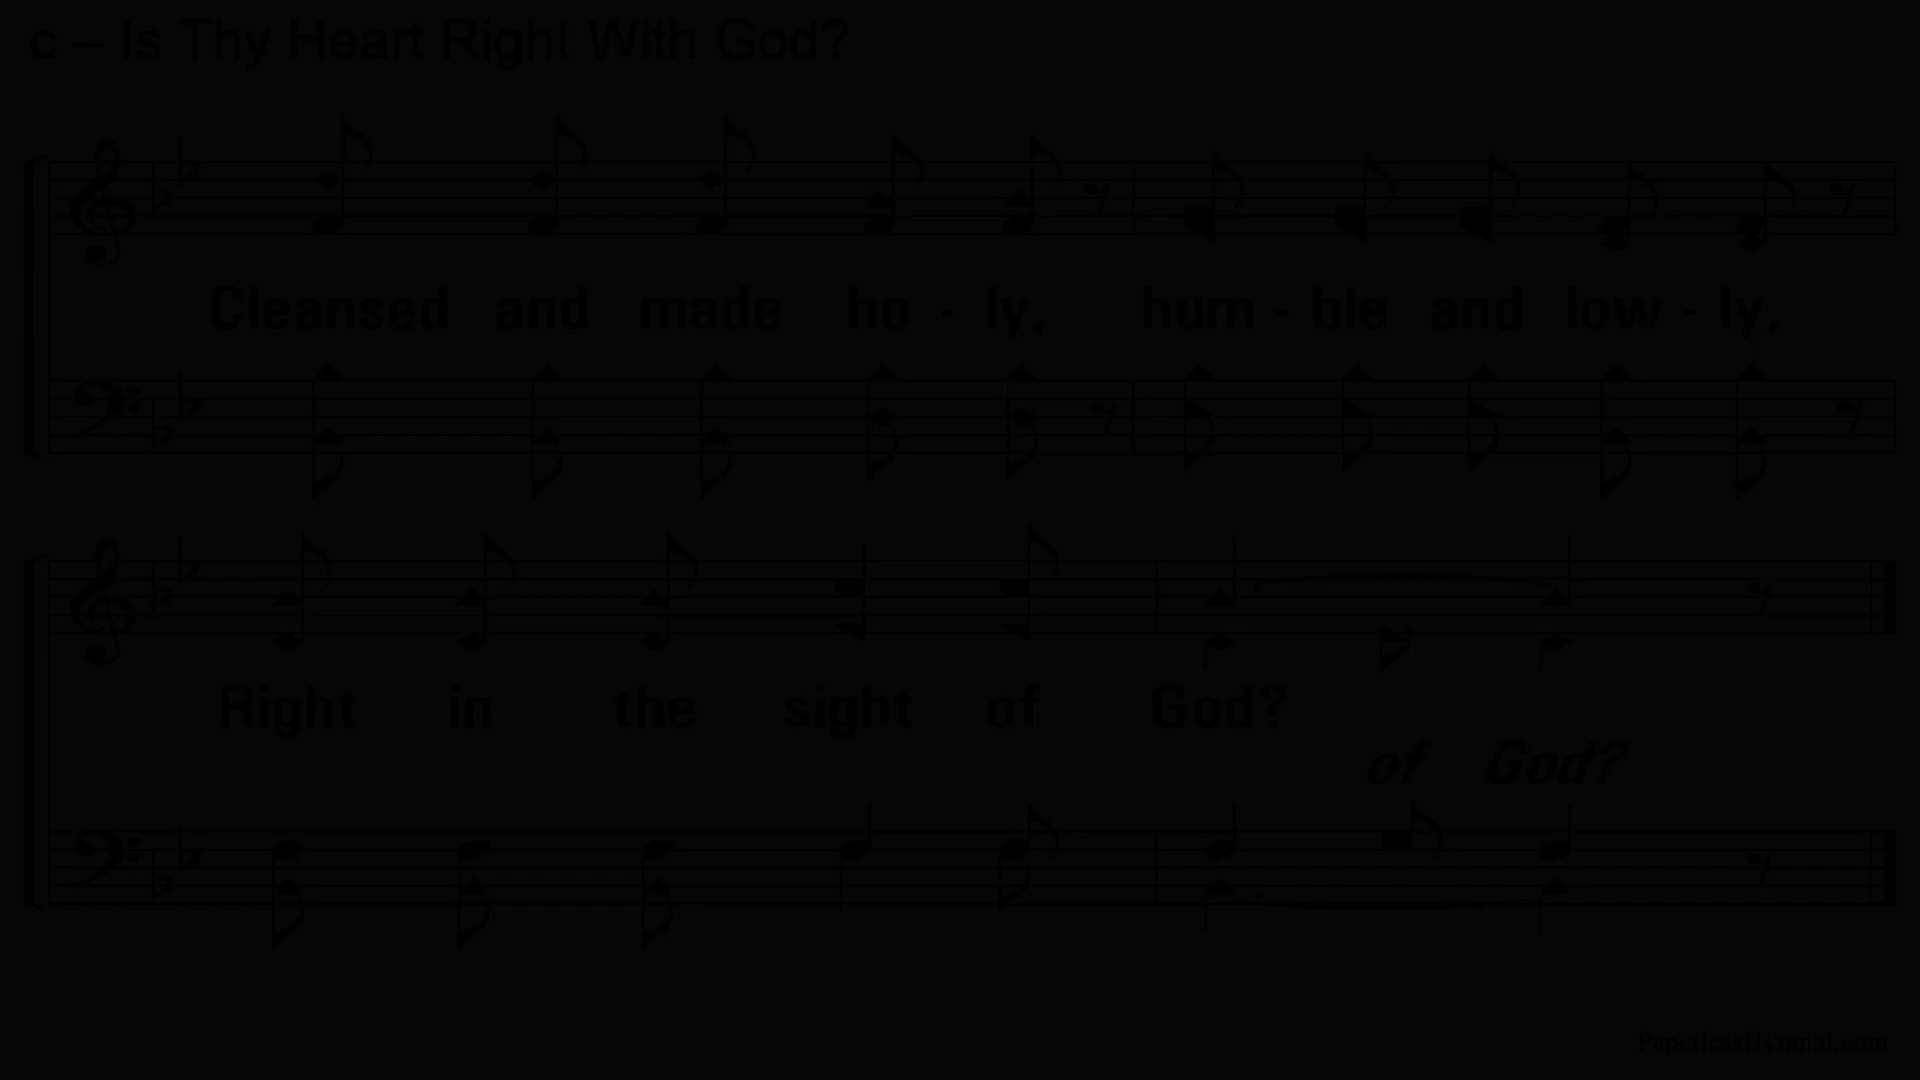 c – Is Thy Heart Right With God?
Cleansed and made ho - ly, hum - ble and low - ly,
Right in the sight of God?
of God?
PaperlessHymnal.com